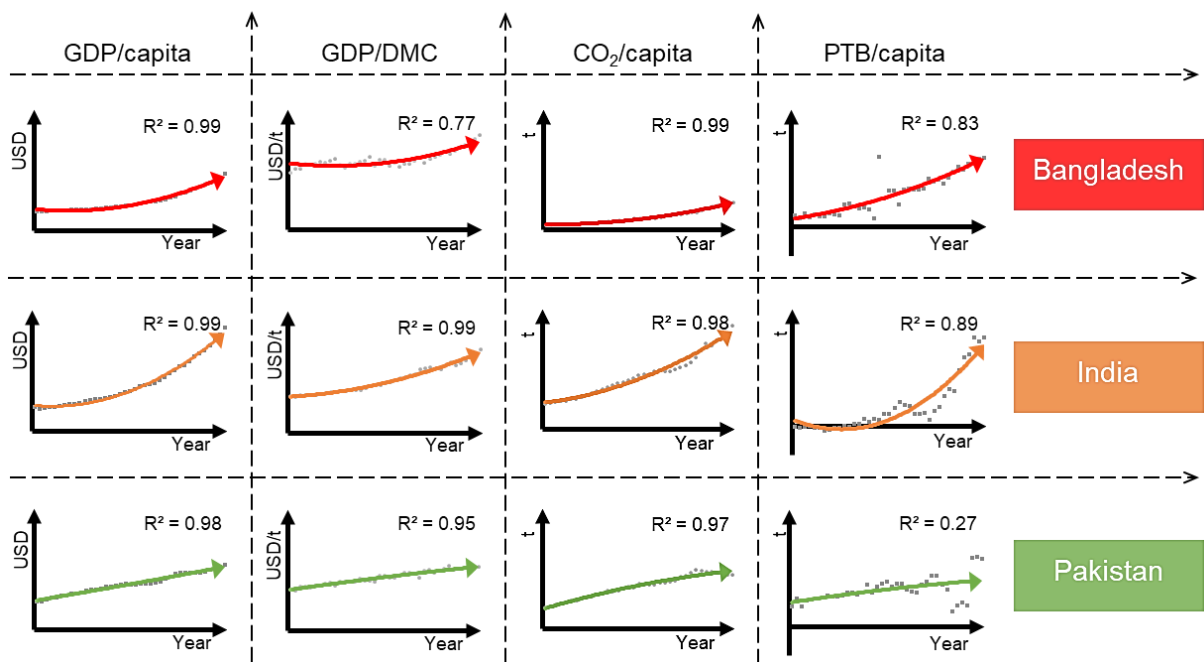 GDP/capita GDP/DMC CO₂/capita PTB/capita
USD R² = 0.99 Year
USD/t R² = 0.77 Year
t R² = 0.99 Year
t R² = 0.83 Year
Bangladesh
USD R² = 0.99 Year
USD/t R² = 0.99 Year
t R² = 0.98 Year
t R² = 0.89 Year
India
USD R² = 0.98 Year
USD/t R² = 0.95 Year
t R² = 0.97 Year
t R² = 0.27 Year
Pakistan